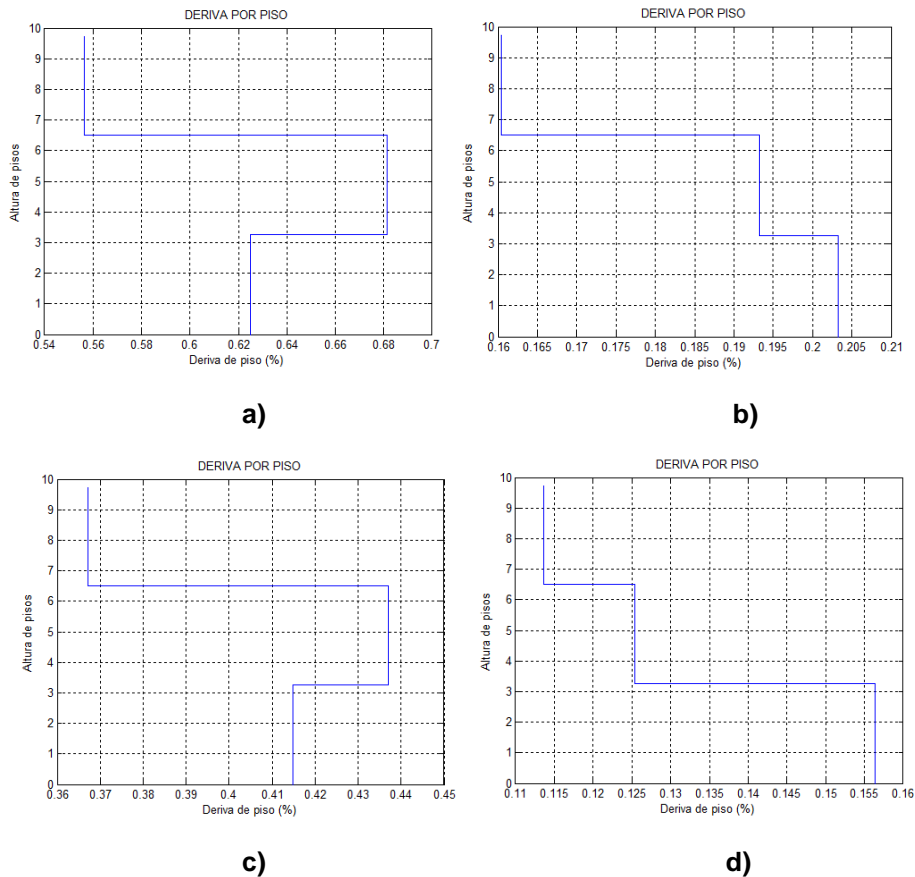 DERIVA POR PISO
10
9
8
7
6
5
4
3
2
1
0
Altura de pisos
0.54 0.56 0.58 0.6 0.62 0.64 0.66 0.68 0.7
Deriva de piso (%)
a)
DERIVA POR PISO
10
9
8
7
6
5
4
3
2
1
0
Altura de pisos
0.16 0.165 0.17 0.175 0.18 0.185 0.19 0.195 0.2 0.205 0.21
Deriva de piso (%)
b)
DERIVA POR PISO
10
9
8
7
6
5
4
3
2
1
0
Altura de pisos
0.36 0.37 0.38 0.39 0.4 0.41 0.42 0.43 0.44 0.45
Deriva de piso (%)
c)
DERIVA POR PISO
10
9
8
7
6
5
4
3
2
1
0
Altura de pisos
0.11 0.115 0.12 0.125 0.13 0.135 0.14 0.145 0.15 0.155 0.16
Deriva de piso (%)
d)